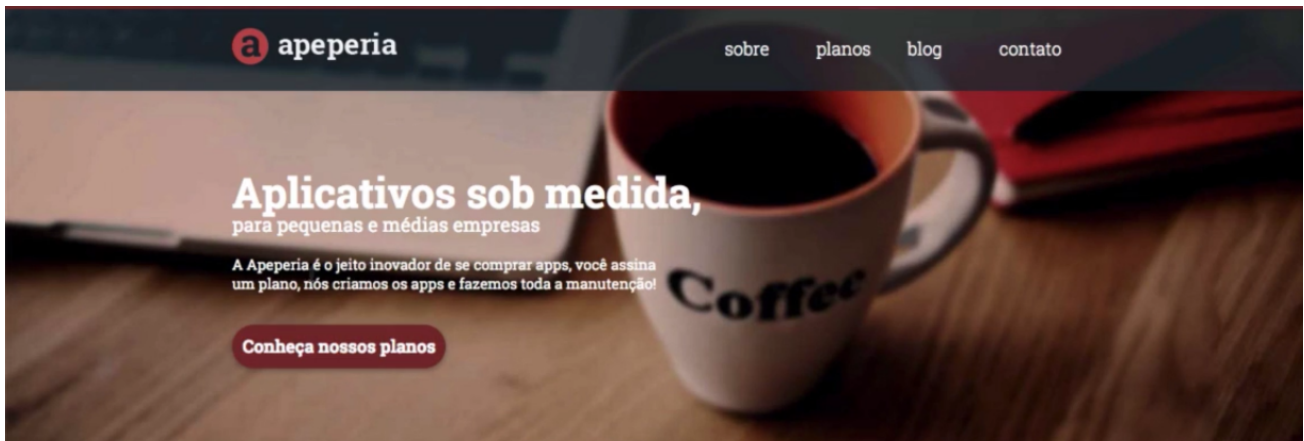 a apeperia
sobre planos blog contato
Aplicativos sob medida,
para pequenas e médias empresas
A Apeperia é o jeito inovador de se comprar apps, você assina
um plano, nós criamos os apps e fazemos toda a manutenção!
Coffee
Conheça nossos planos